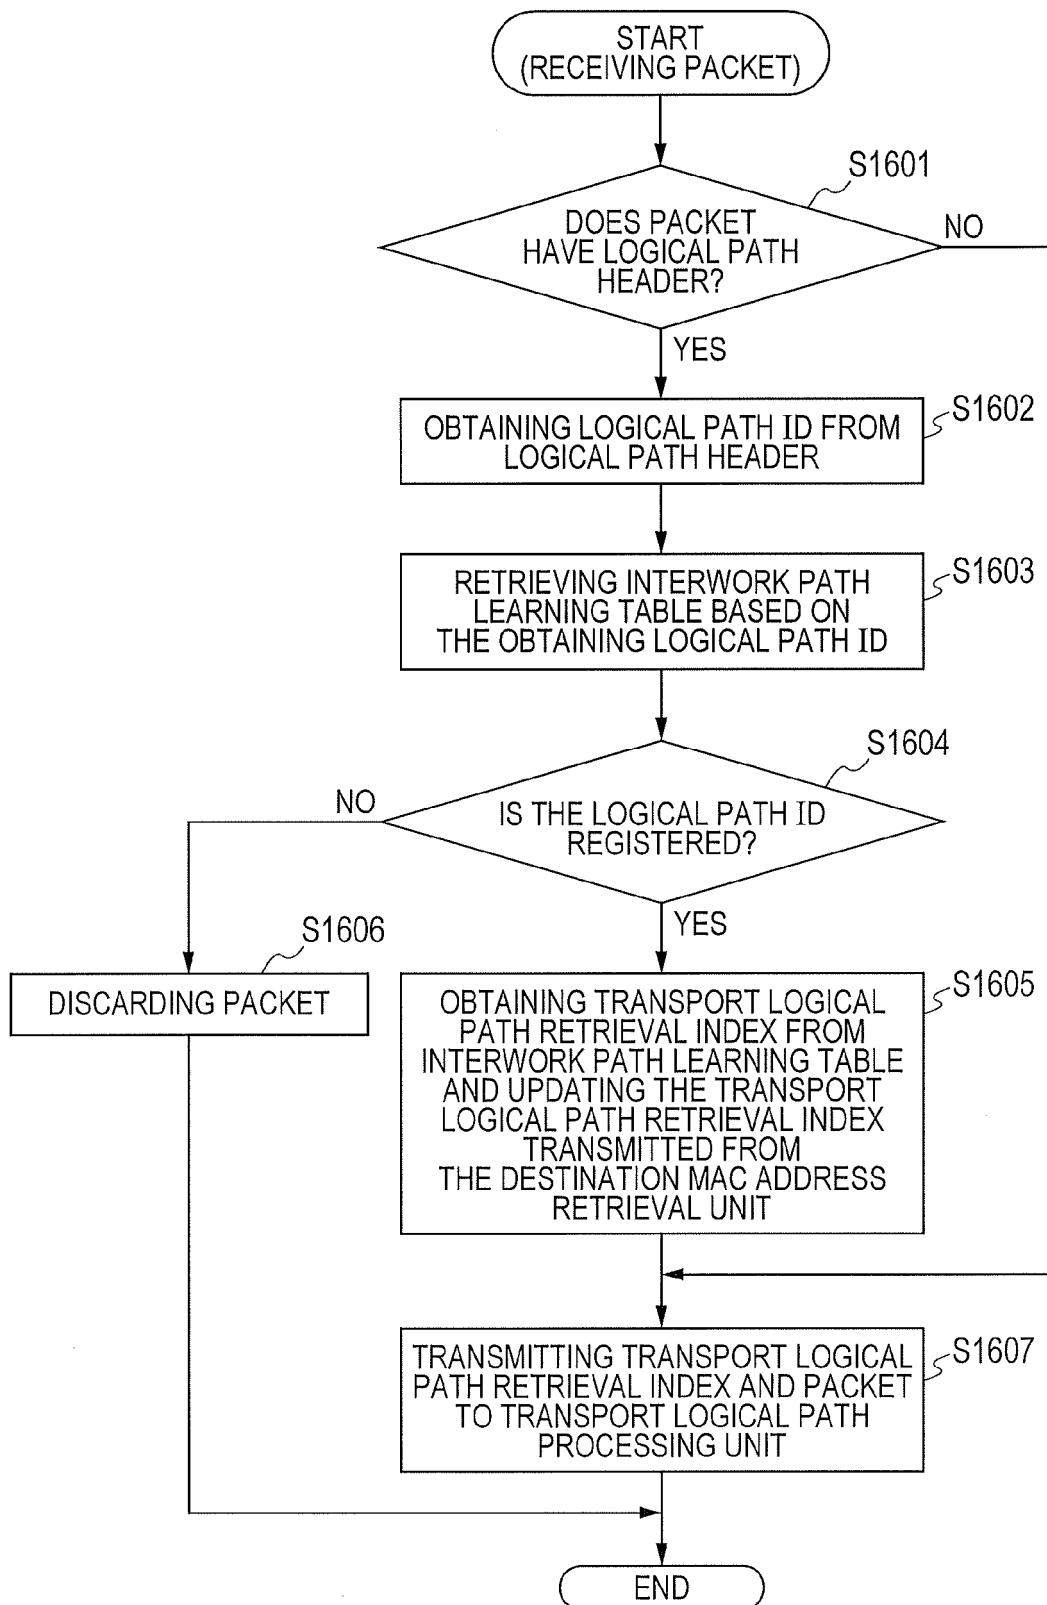 START
(RECEIVING PACKET)
S1601
DOES PACKET
HAVE LOGICAL PATH
HEADER?
NO
YES
S1602
OBTAINING LOGICAL PATH ID FROM
LOGICAL PATH HEADER
S1603
RETRIEVING INTERWORK PATH
LEARNING TABLE BASED ON
THE OBTAINING LOGICAL PATH ID
S1604
NO
IS THE LOGICAL PATH ID
REGISTERED?
YES
S1606
DISCARDING PACKET
S1605
OBTAINING TRANSPORT LOGICAL
PATH RETRIEVAL INDEX FROM
INTERWORK PATH LEARNING TABLE
AND UPDATING THE TRANSPORT
LOGICAL PATH RETRIEVAL INDEX
TRANSMITTED FROM
THE DESTINATION MAC ADDRESS
RETRIEVAL UNIT
S1607
TRANSMITTING TRANSPORT LOGICAL
PATH RETRIEVAL INDEX AND PACKET
TO TRANSPORT LOGICAL PATH
PROCESSING UNIT
END